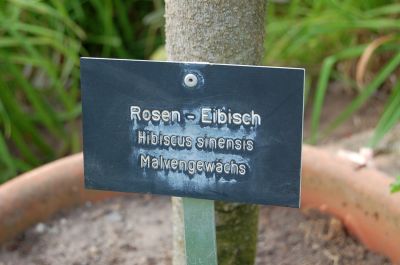 Rosen - Eibisch
Hibiscus sinensis
Malvengewächs